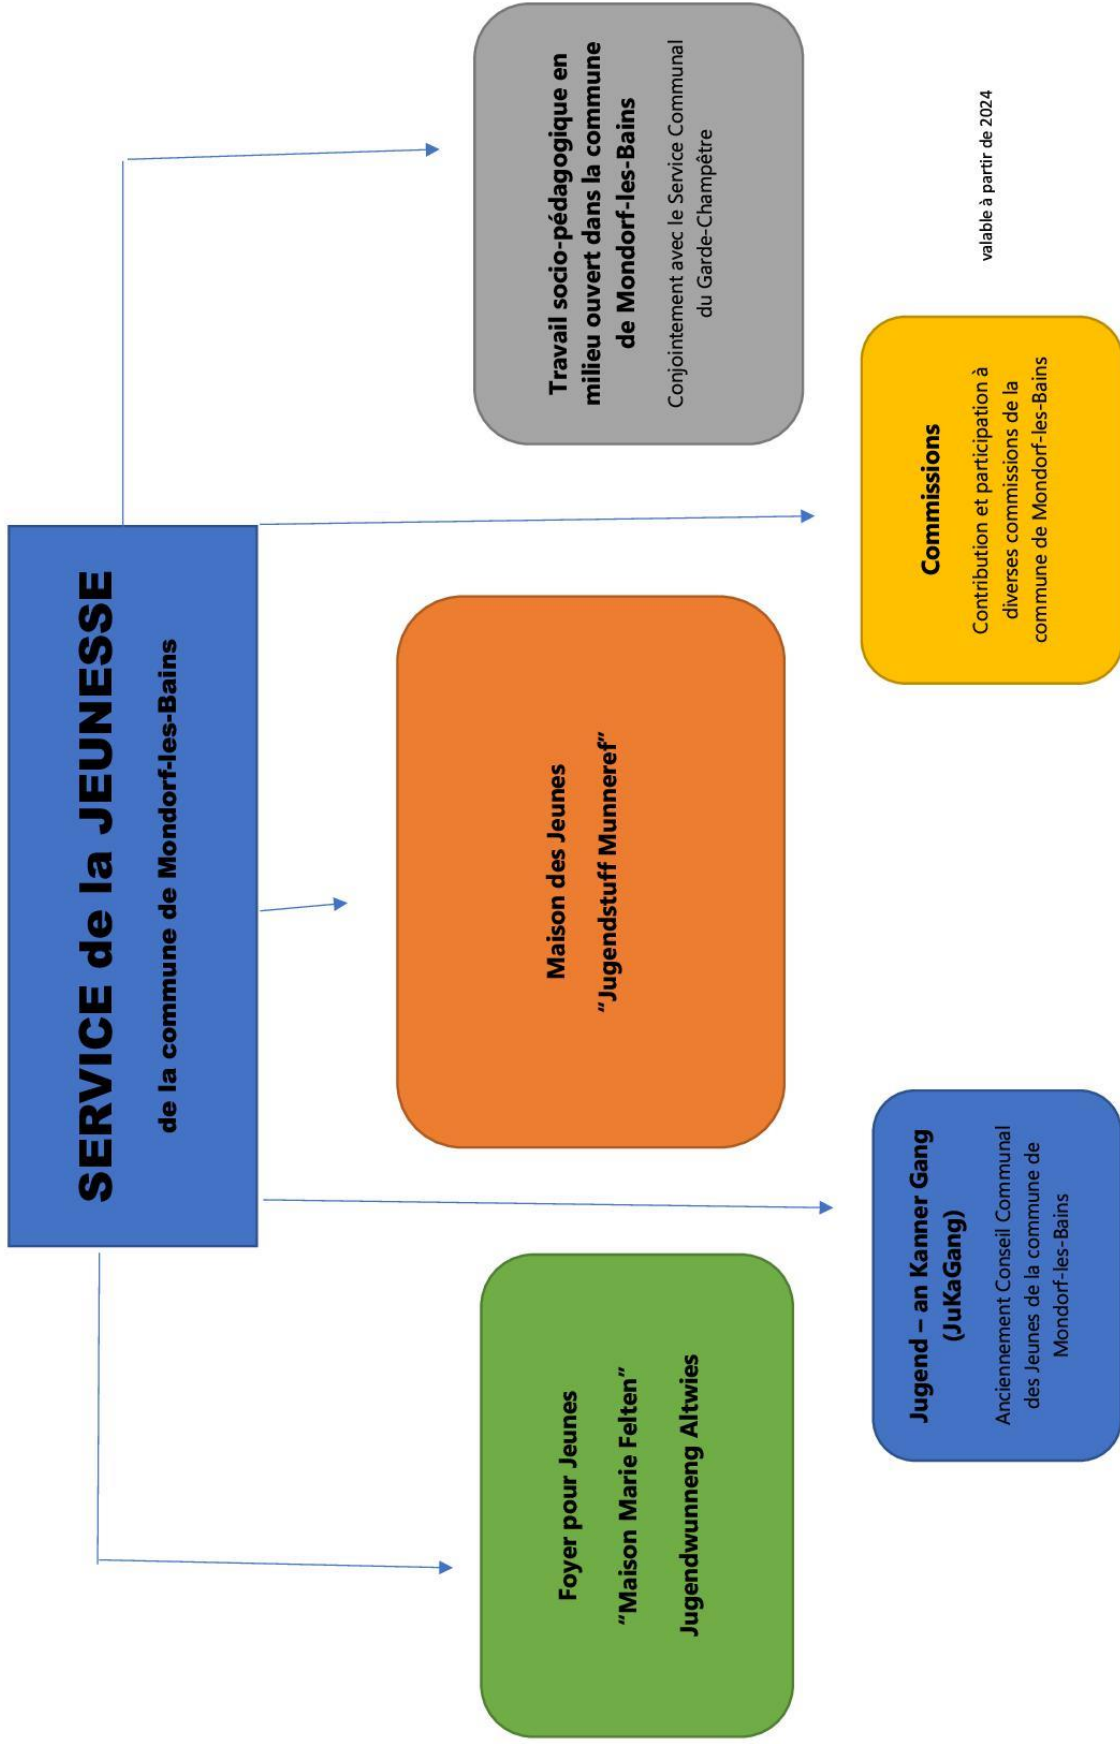 SERVICE de la JEUNESSE
de la commune de Mondorf-les-Bains
Foyer pour Jeunes
“Maison Marie Felten”
Jugendwunneng Altwies
Maison des Jeunes
“Jugendstuff Munneref”
Travail socio-pédagogique en
milieu ouvert dans la commune
de Mondorf-les-Bains
Conjointement avec le Service Communal
du Garde-Champêtre
Jugend – an Kanner Gang
(JuKaGang)
Anciennement Conseil Communal
des Jeunes de la commune de
Mondorf-les-Bains
Commissions
Contribution et participation à
diverses commissions de la
commune de Mondorf-les-Bains
valable à partir de 2024